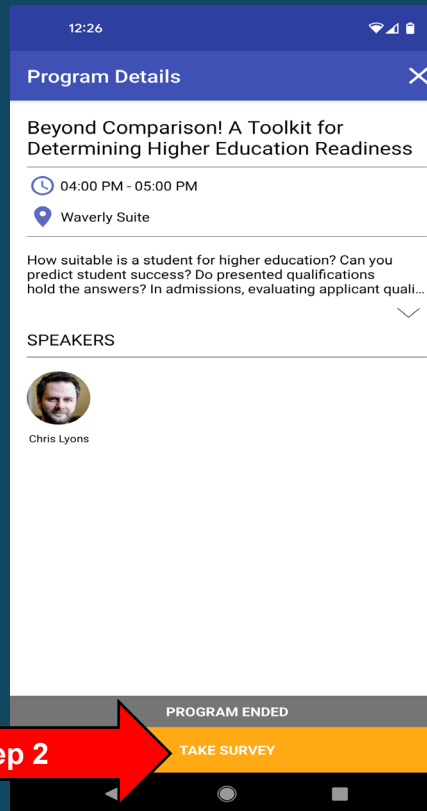 12:26
Program Details
Beyond Comparison! A Toolkit for
Determining Higher Education Readiness
04:00 PM - 05:00 PM
Waverly Suite
How suitable is a student for higher education? Can you
predict student success? Do presented qualifications
hold the answers? In admissions, evaluating applicant quali...
SPEAKERS
Chris Lyons
PROGRAM ENDED
ep 2
TAKE SURVEY